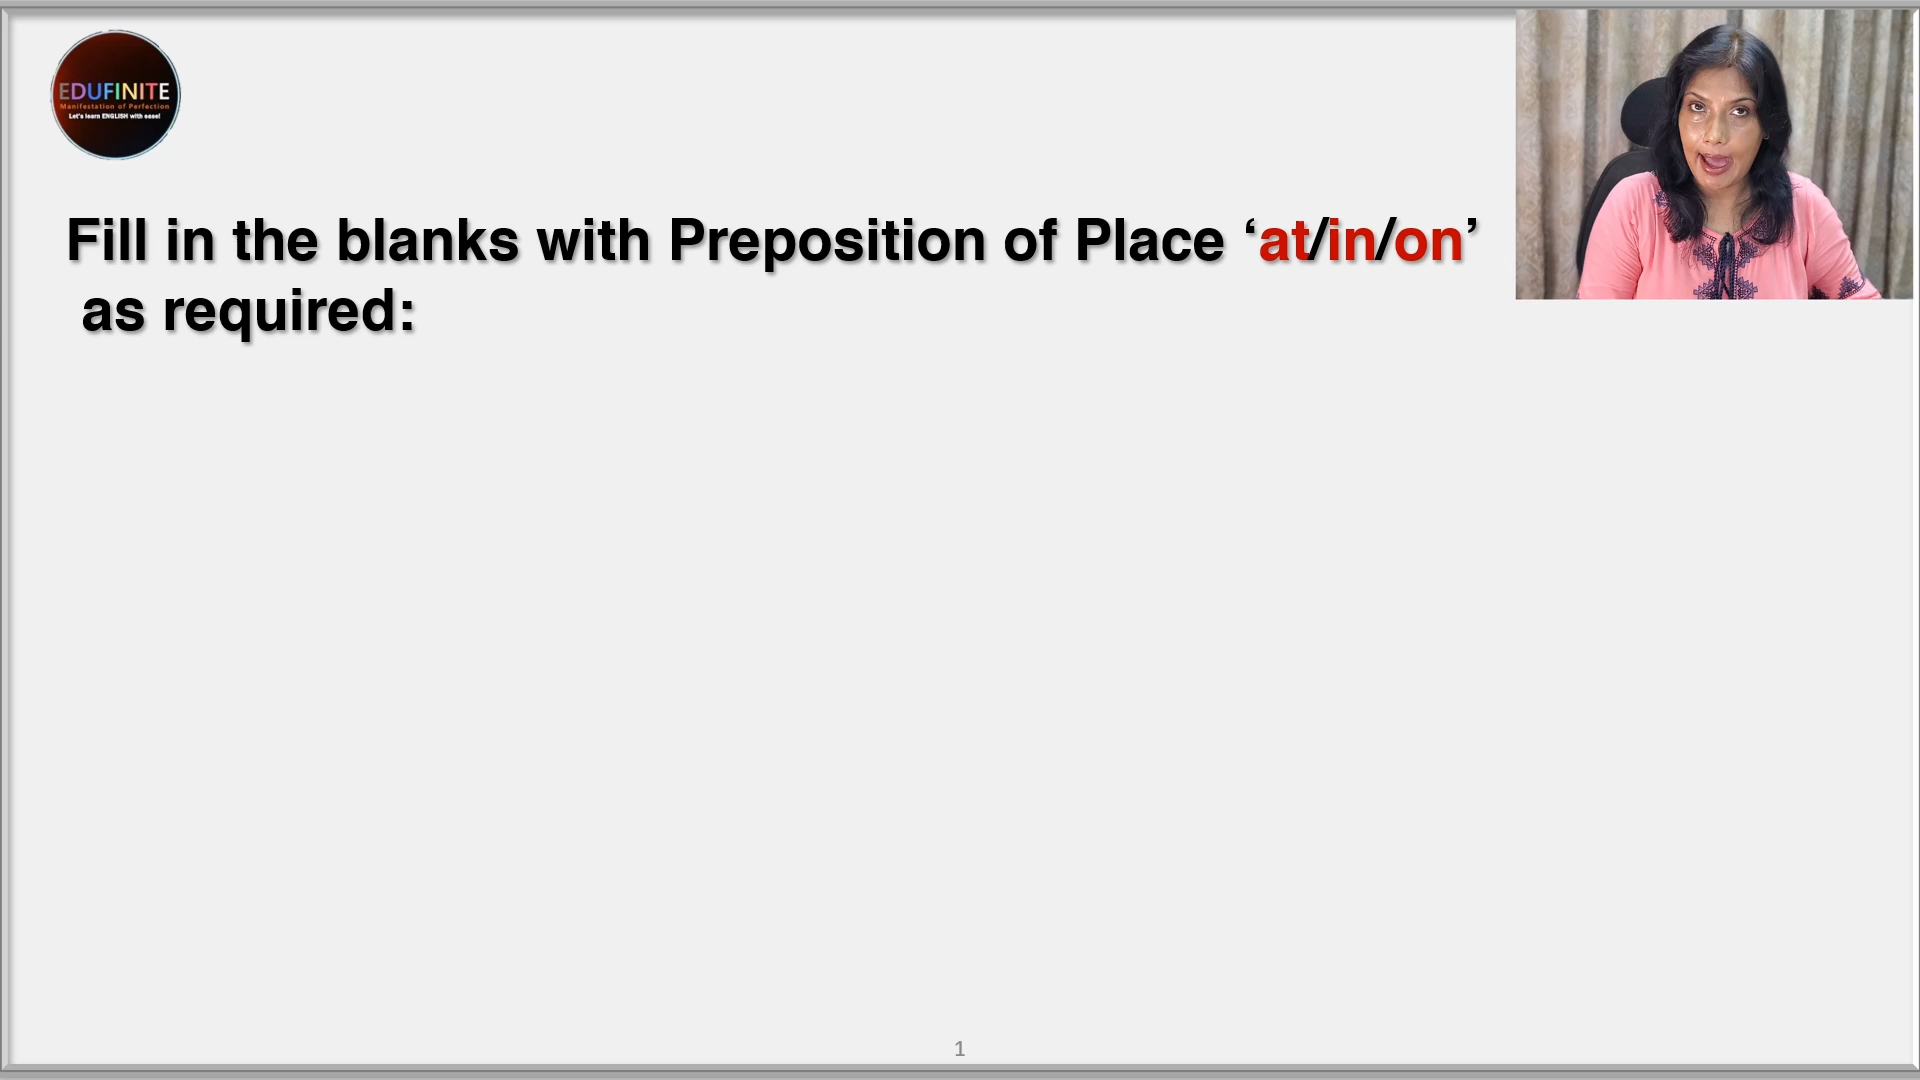 EDUFINITE
Manifestation of Perfection
Let's learn ENGLISH with ease!
Fill in the blanks with Preposition of Place ‘at/in/on’
as required:
1